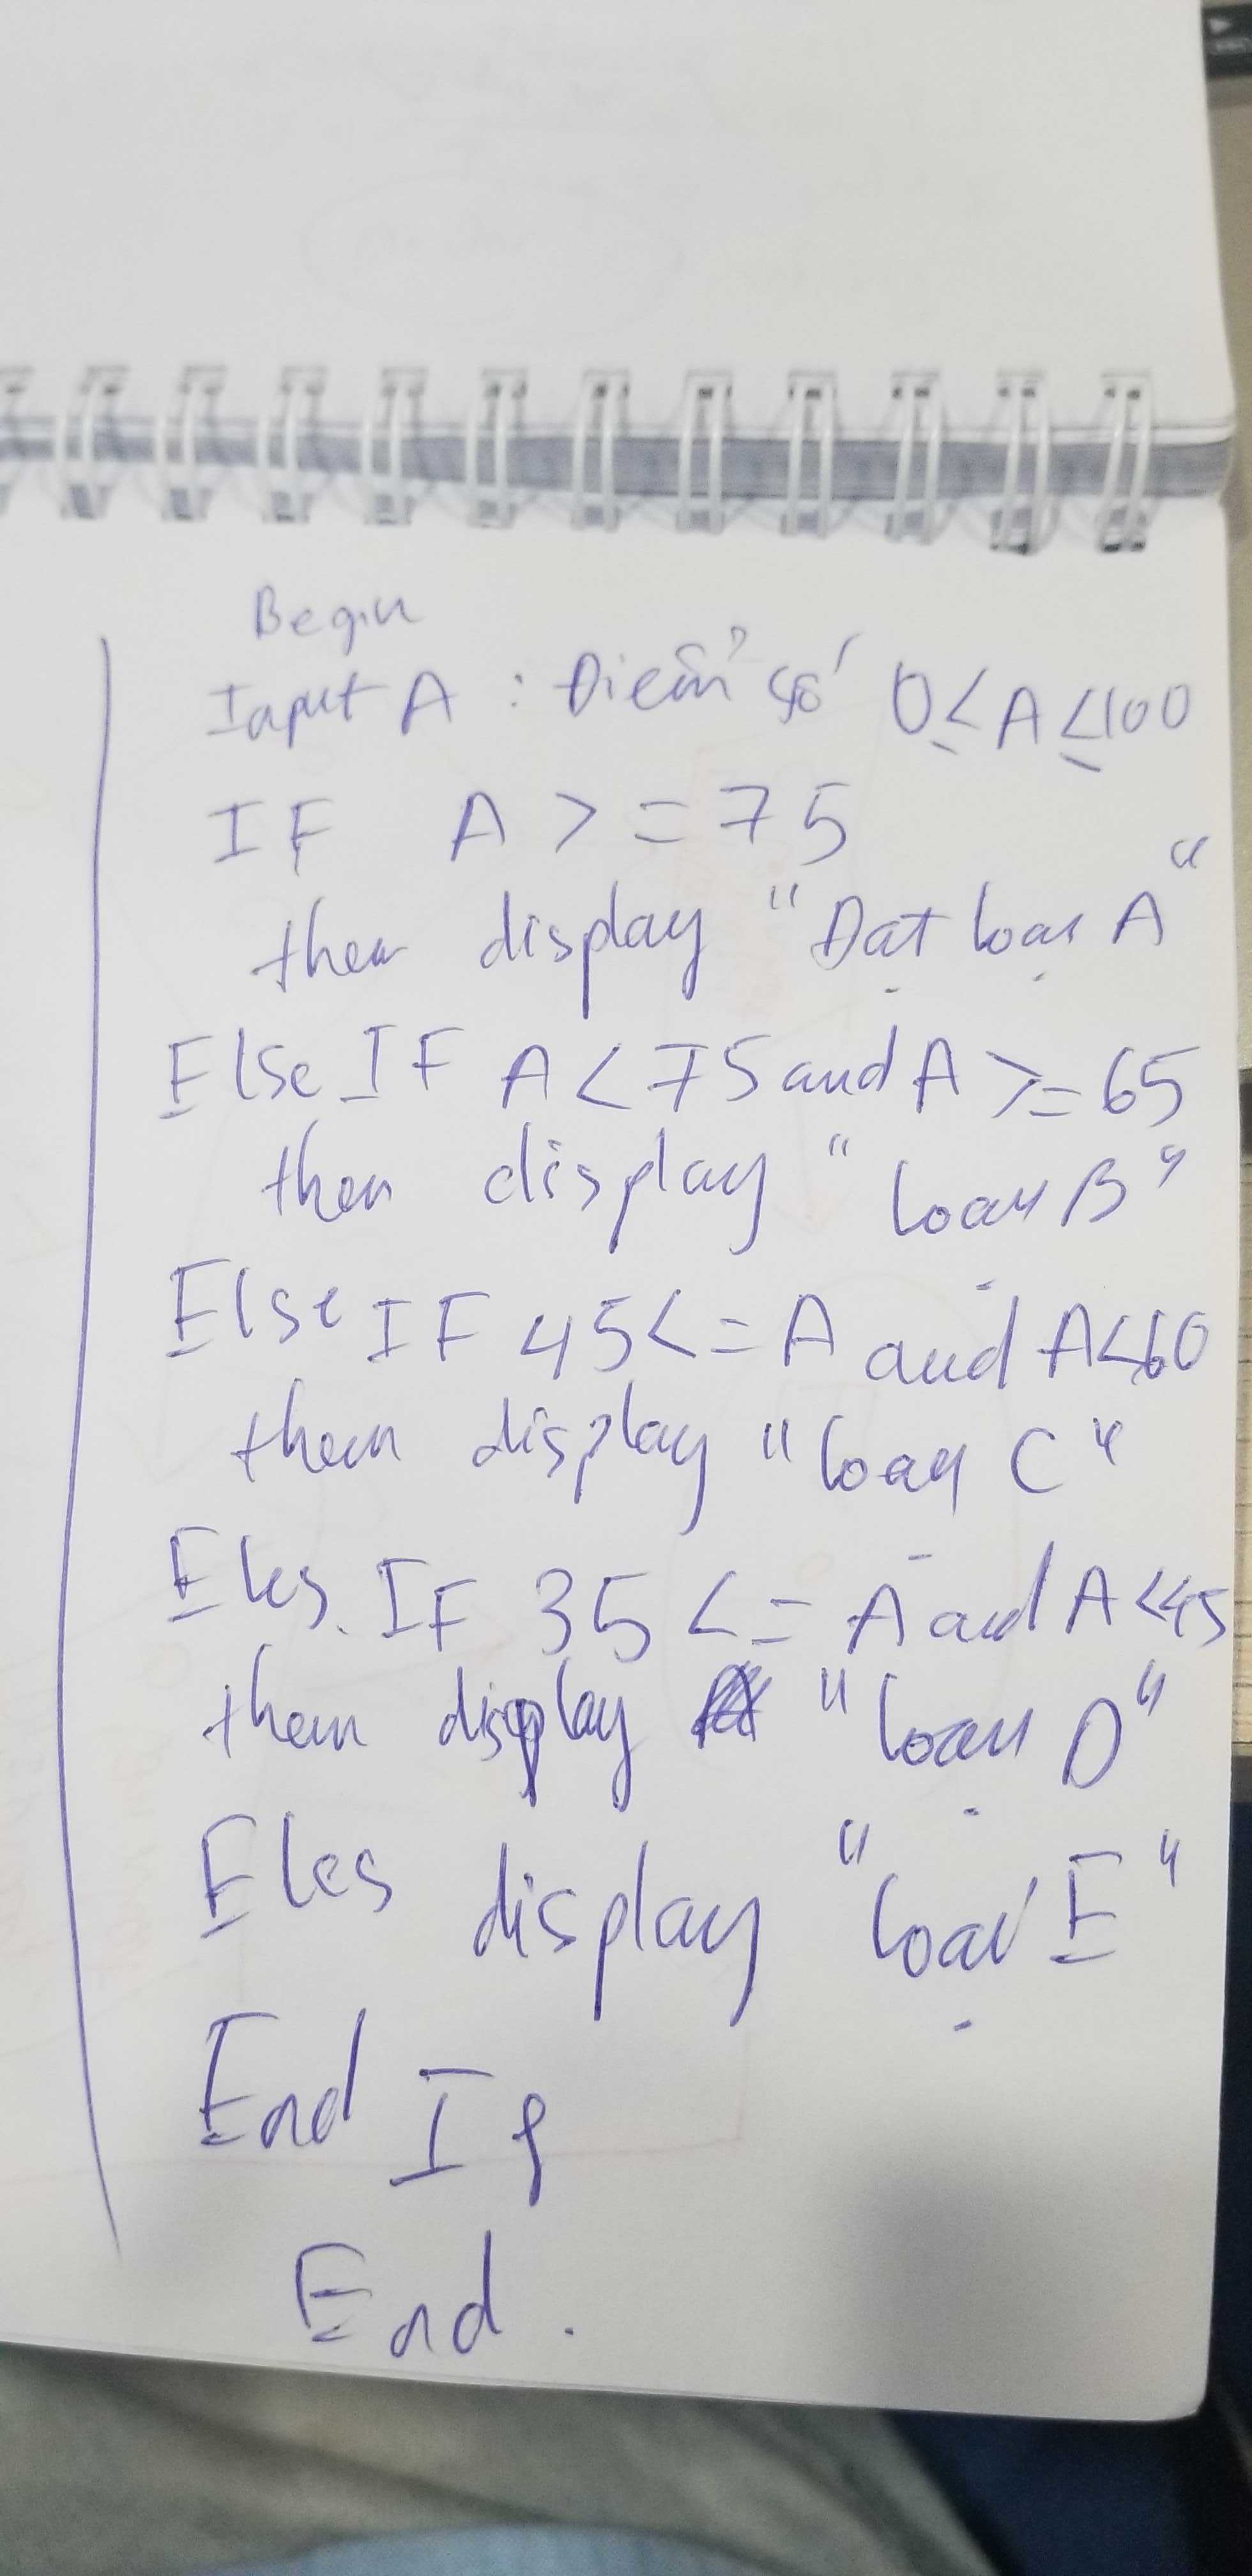 Begin
Input A : Điểm số 0 ≤ A ≤ 100
IF A >= 75
then display "Đạt loại A"
Else IF A < 75 and A >= 65
then display "loại B"
Else IF 45 <= A and A < 60
then display "loại C"
Eles IF 35 <= A and A < 45
then display "loại D"
Eles display "loại E"
End If
End.